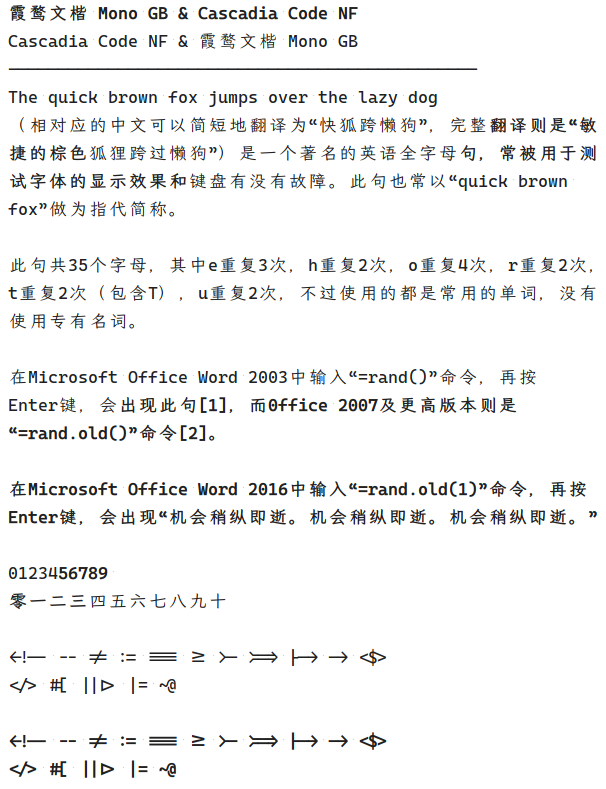 霞鹜文楷 Mono GB & Cascadia Code NF
Cascadia Code NF & 霞鹜文楷 Mono GB
The quick brown fox jumps over the lazy dog
（相对应的中文可以简短地翻译为“快狐跨懒狗”，完整翻译则是“敏
捷的棕色狐狸跨过懒狗”）是一个著名的英语全字母句，常被用于测
试字体的显示效果和键盘有没有故障。此句也常以“quick brown
fox”做为指代简称。
此句共35个字母，其中e重复3次，h重复2次，o重复4次，r重复2次，
t重复2次（包含T），u重复2次，不过使用的都是常用的单词，没有
使用专有名词。
在Microsoft Office Word 2003中输入“=rand()”命令，再按
Enter键，会出现此句[1]，而0ffice 2007及更高版本则是
“=rand.old()”命令[2]。
在Microsoft Office Word 2016中输入“=rand.old(1)”命令，再按
Enter键，会出现“机会稍纵即逝。机会稍纵即逝。机会稍纵即逝。”
0123456789
零一二三四五六七八九十
<!-- -- != := === >= >- >=> |-> -> <$>
</> #[ ||> |= ~@
<!-- -- != := === >= >- >=> |-> -> <$>
</> #[ ||> |= ~@